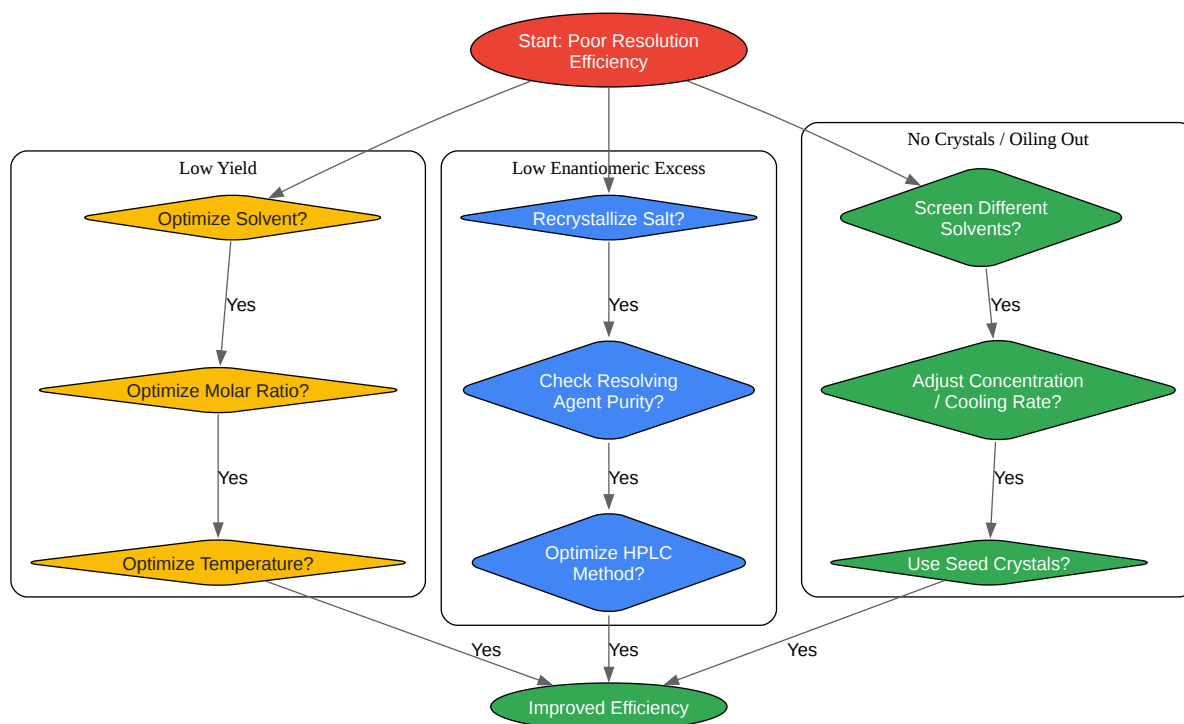 Start: Poor Resolution
Efficiency
Low Yield
Optimize Solvent?
Yes
Optimize Molar Ratio?
Yes
Optimize Temperature?
Yes
Low Enantiomeric Excess
Recrystallize Salt?
Yes
Check Resolving
Agent Purity?
Yes
Optimize HPLC
Method?
Yes
No Crystals / Oiling Out
Screen Different
Solvents?
Yes
Adjust Concentration
/ Cooling Rate?
Yes
Use Seed Crystals?
Yes
Improved Efficiency